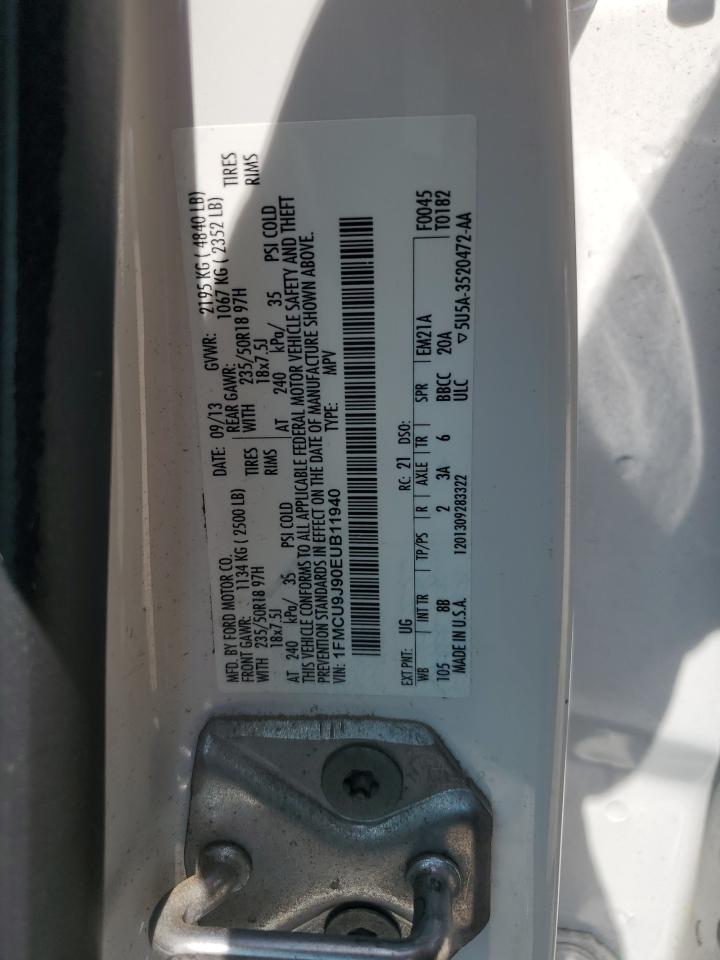 MFD. BY FORD MOTOR CO. DATE: 09/13 GVWR: 2195 KG ( 4840 LB)
FRONT GAWR: 1134 KG ( 2500 LB) REAR GAWR: 1067 KG ( 2352 LB)
WITH 235/50R18 97H TIRES WITH 235/50R18 97H TIRES
18x7.5J RIMS 18x7.5J RIMS
AT 240 kPa/ 35 PSI COLD AT 240 kPa/ 35 PSI COLD
THIS VEHICLE CONFORMS TO ALL APPLICABLE FEDERAL MOTOR VEHICLE SAFETY AND THEFT
PREVENTION STANDARDS IN EFFECT ON THE DATE OF MANUFACTURE SHOWN ABOVE.
VIN: 1FMCU9J90EUB11940 TYPE: MPV
EXT PNT: UG RC: 21 DSO: F0045
WB INT TR TP/PS R AXLE TR SPR EM21A T0182
105 8B 2 3A 6 BBCC 20A
MADE IN U.S.A. 1201309283322 ULC ▽5U5A-3520472-AA